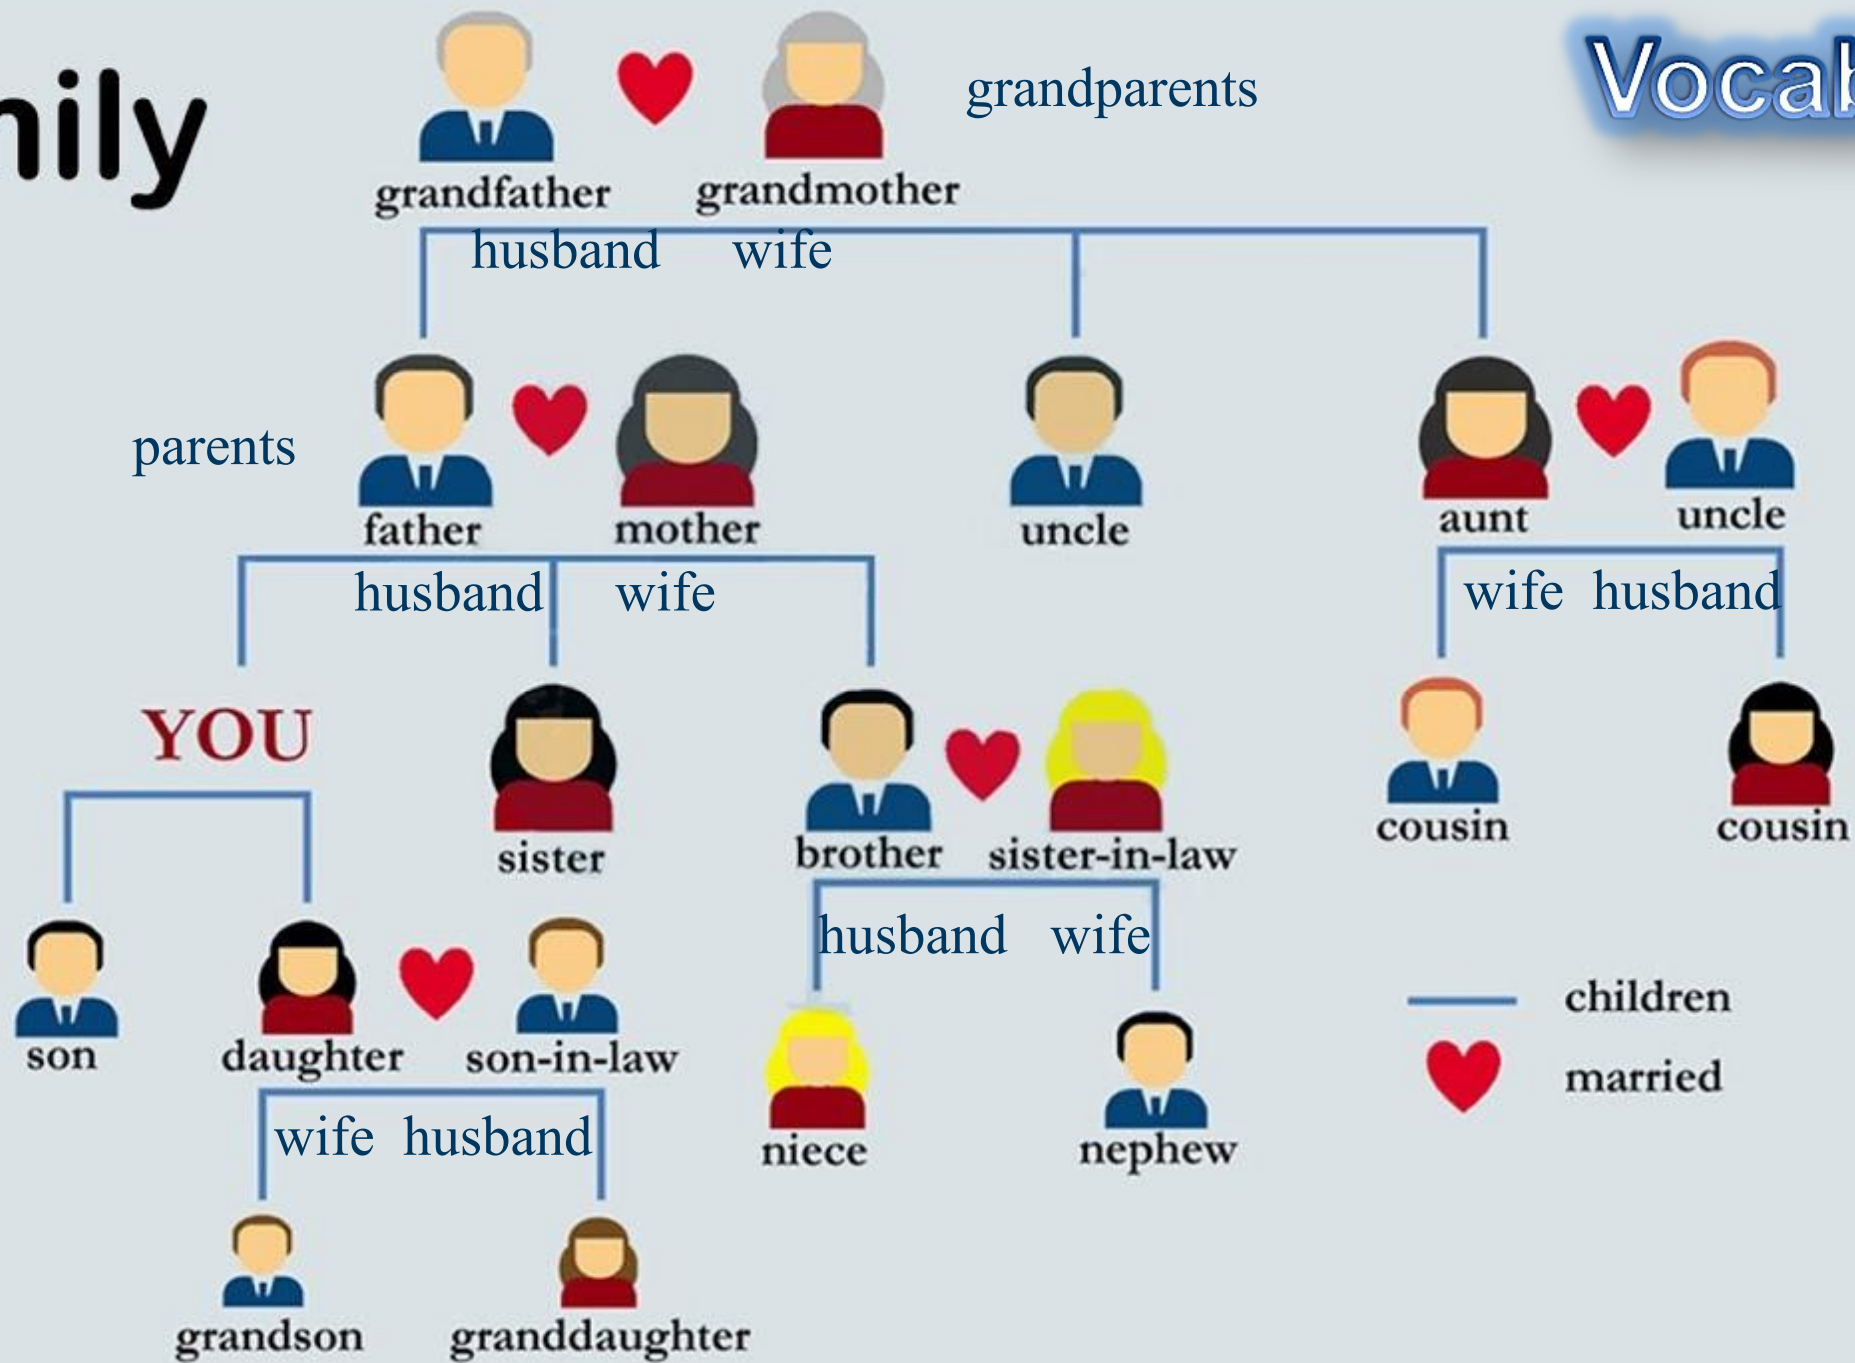 mily
Vocab
grandparents
grandfather grandmother
husband wife
parents
father mother uncle aunt uncle
husband wife wife husband
YOU
sister brother sister-in-law cousin cousin
husband wife
son daughter son-in-law
children
married
wife husband
niece nephew
grandson granddaughter